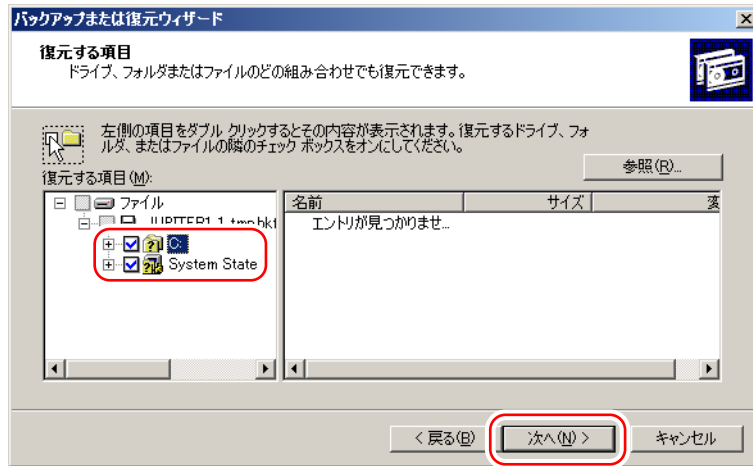 バックアップまたは復元ウィザード
復元する項目
ドライブ、フォルダまたはファイルのどの組み合わせでも復元できます。
左側の項目をダブル クリックするとその内容が表示されます。復元するドライブ、フォ
ルダ、またはファイルの隣のチェック ボックスをオンにしてください。
参照(R)...
復元する項目(M):
ファイル
名前 サイズ 変
エントリが見つかりませ...
C:
System State
< 戻る(B) 次へ(N) > キャンセル